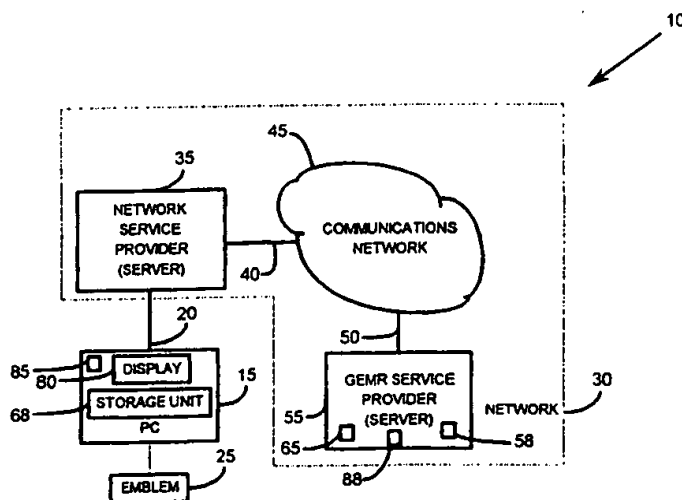 10
45
35
NETWORK
SERVICE
PROVIDER
(SERVER)
COMMUNICATIONS
NETWORK
40
20
50
85
80
DISPLAY
15
68
STORAGE UNIT
PC
55
GEMR SERVICE
PROVIDER
(SERVER)
NETWORK
30
65
58
88
25
EMBLEM